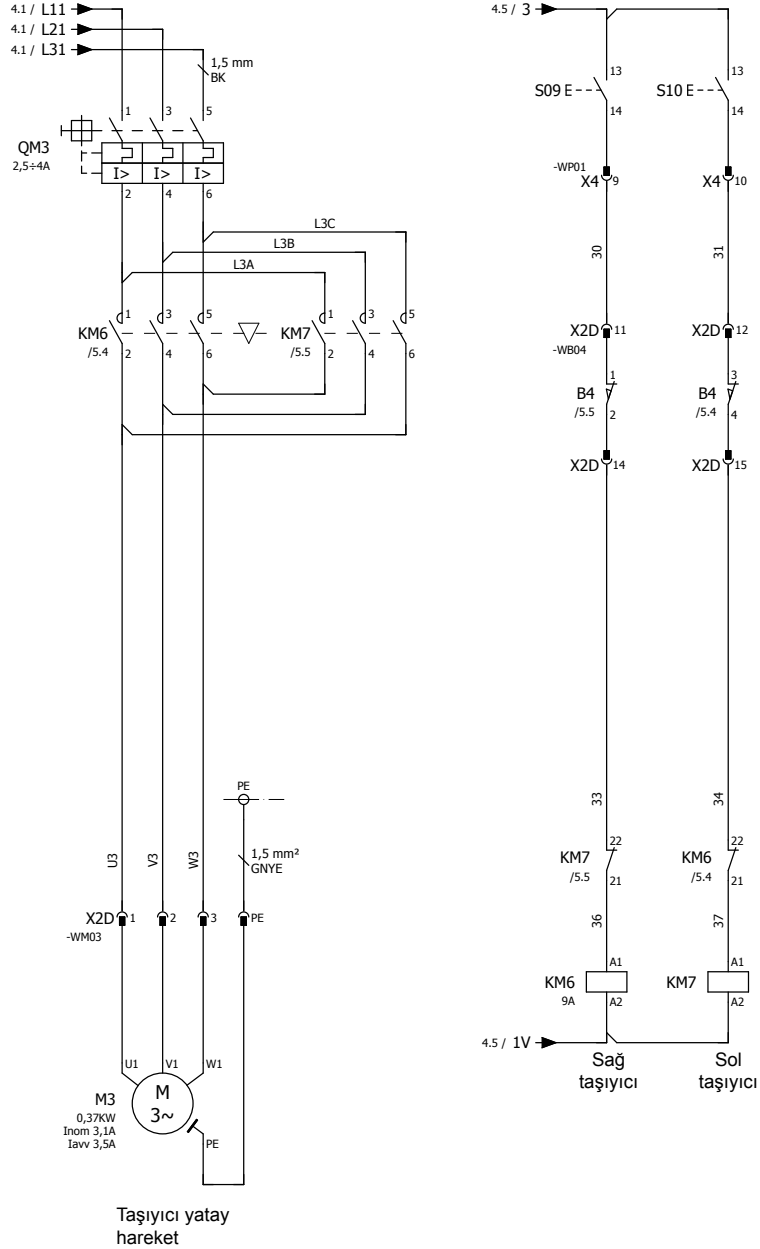 4.1 / L11
4.1 / L21
4.1 / L31
1,5 mm
BK
1 3 5
QM3
2,5÷4A
I> I> I>
2 4 6
L3C
L3B
L3A
1 3 5 1 3 5
KM6 KM7
/5.4 /5.5
2 4 6 2 4 6
PE
1,5 mm²
GNYE
U3 V3 W3
X2D 1 2 3 PE
-WM03
U1 V1 W1
M3
0,37KW
Inom 3,1A
Iavv 3,5A
M
3~
PE
Taşıyıcı yatay
hareket
4.5 / 3
13 13
S09 E S10 E
14 14
-WP01
X4 9 X4 10
30 31
X2D 11 X2D 12
-WB04
1 3
B4 B4
/5.5 /5.4
2 4
X2D 14 X2D 15
33 34
22 22
KM7 KM6
/5.5 /5.4
21 21
36 37
A1 A1
KM6 KM7
9A
A2 A2
4.5 / 1V
Sağ
taşıyıcı
Sol
taşıyıcı